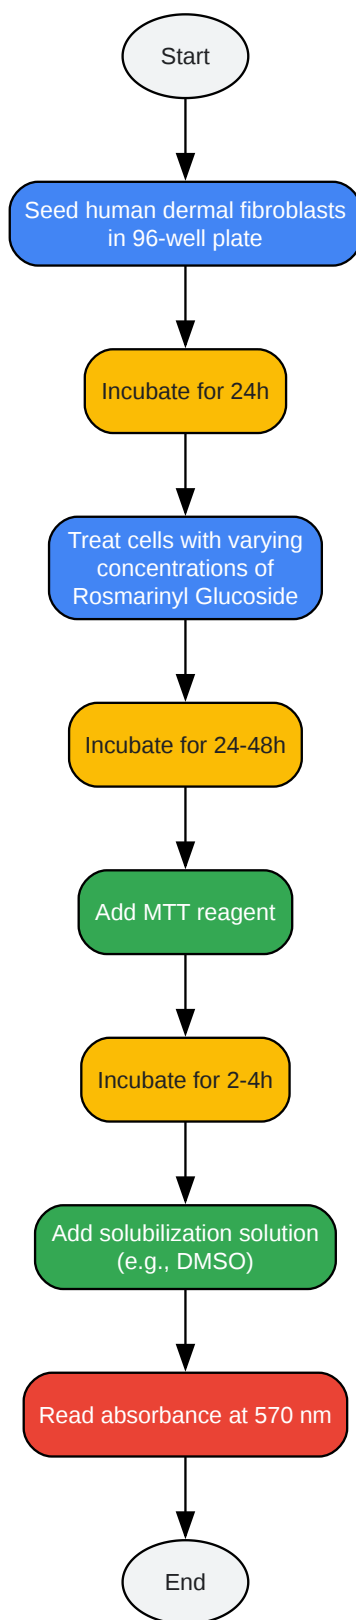 Start
Seed human dermal fibroblasts
in 96-well plate
Incubate for 24h
Treat cells with varying
concentrations of
Rosmarinyl Glucoside
Incubate for 24-48h
Add MTT reagent
Incubate for 2-4h
Add solubilization solution
(e.g., DMSO)
Read absorbance at 570 nm
End